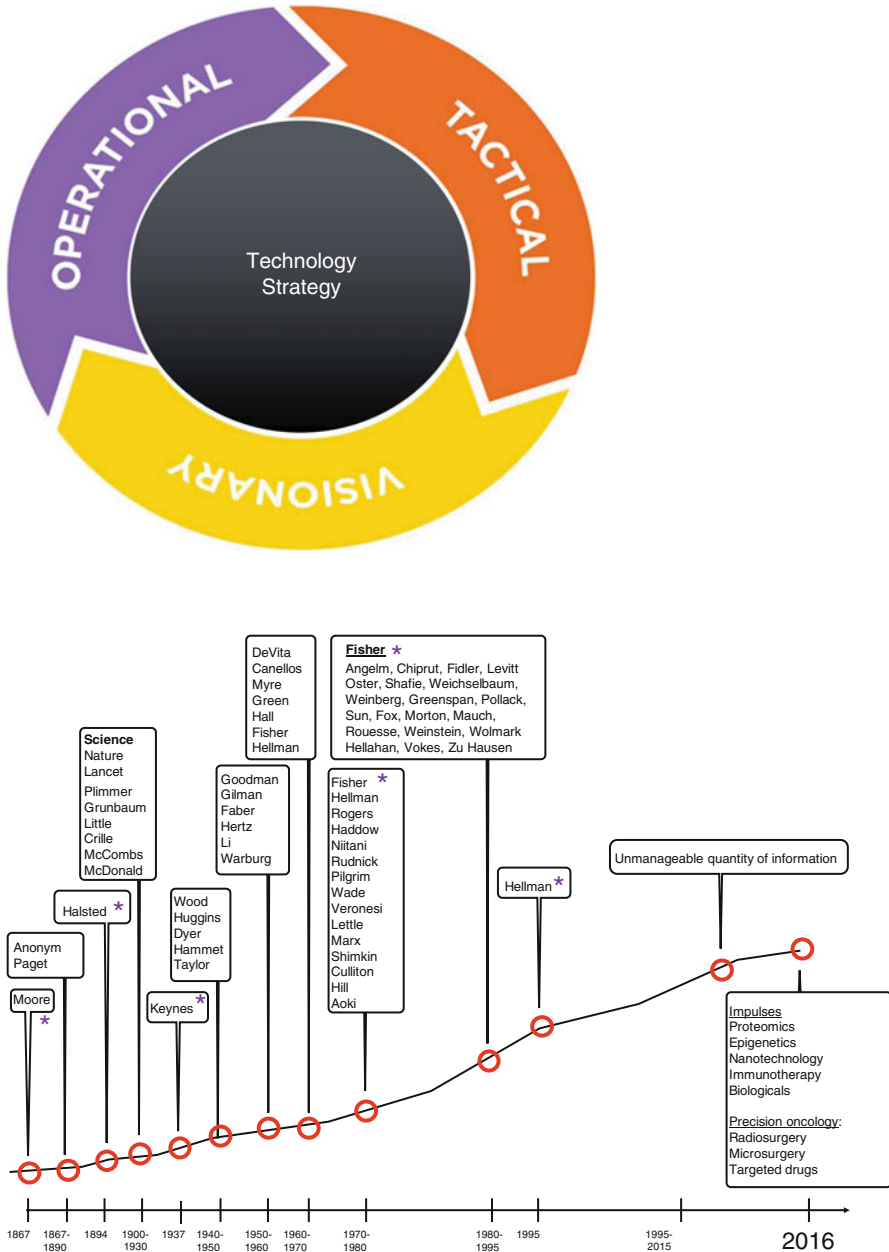 OPERATIONAL
TACTICAL
VISIONARY
Technology
Strategy
DeVita
Canellos
Myre
Green
Hall
Fisher
Hellman
Fisher *
Angelm, Chiprut, Fidler, Levitt
Oster, Shafie, Weichselbaum,
Weinberg, Greenspan, Pollack,
Sun, Fox, Morton, Mauch,
Rouesse, Weinstein, Wolmark
Hellahan, Vokes, Zu Hausen
Science
Nature
Lancet
Plimmer
Grunbaum
Little
Crille
McCombs
McDonald
Goodman
Gilman
Faber
Hertz
Li
Warburg
Fisher *
Hellman
Rogers
Haddow
Niitani
Rudnick
Pilgrim
Wade
Veronesi
Lettle
Marx
Shimkin
Culliton
Hill
Aoki
Unmanageable quantity of information
Hellman *
Halsted *
Wood
Huggins
Dyer
Hammet
Taylor
Anonym
Paget
Moore
*
Keynes *
Impulses
Proteomics
Epigenetics
Nanotechnology
Immunotherapy
Biologicals
Precision oncology:
Radiosurgery
Microsurgery
Targeted drugs
1867
1867-
1890
1894
1900-
1930
1937
1940-
1950
1950-
1960
1960-
1970
1970-
1980
1980-
1995
1995
1995-
2015
2016